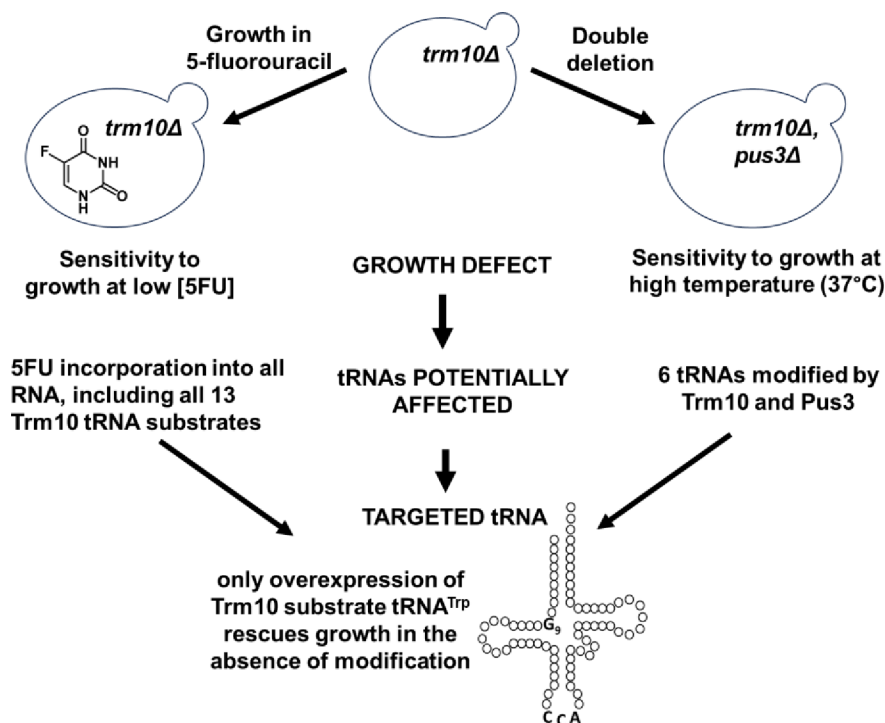 Growth in
5-fluorouracil
trm10Δ
Double
deletion
trm10Δ
F
O
NH
N
H
O
trm10Δ,
pus3Δ
Sensitivity to
growth at low [5FU]
GROWTH DEFECT
Sensitivity to growth at
high temperature (37°C)
5FU incorporation into all
RNA, including all 13
Trm10 tRNA substrates
tRNAs POTENTIALLY
AFFECTED
6 tRNAs modified by
Trm10 and Pus3
TARGETED tRNA
only overexpression of
Trm10 substrate tRNAᵀʳᵖ
rescues growth in the
absence of modification
G₉
C C A